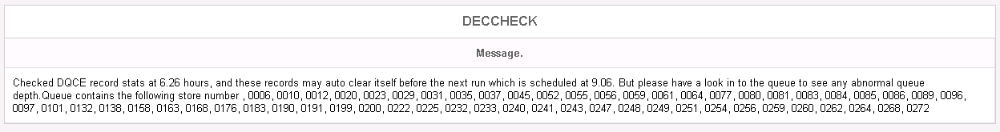 DECCHECK
Message.
Checked DQCE record stats at 6.26 hours, and these records may auto clear itself before the next run which is scheduled at 9.06. But please have a look in to the queue to see any abnormal queue
depth.Queue contains the following store number , 0006, 0010, 0012, 0020, 0023, 0029, 0031, 0035, 0037, 0045, 0052, 0055, 0056, 0059, 0061, 0064, 0077, 0080, 0081, 0083, 0084, 0085, 0086, 0089, 0096,
0097, 0101, 0132, 0138, 0158, 0163, 0168, 0176, 0183, 0190, 0191, 0199, 0200, 0222, 0225, 0232, 0233, 0240, 0241, 0243, 0247, 0248, 0249, 0251, 0254, 0256, 0259, 0260, 0262, 0264, 0268, 0272